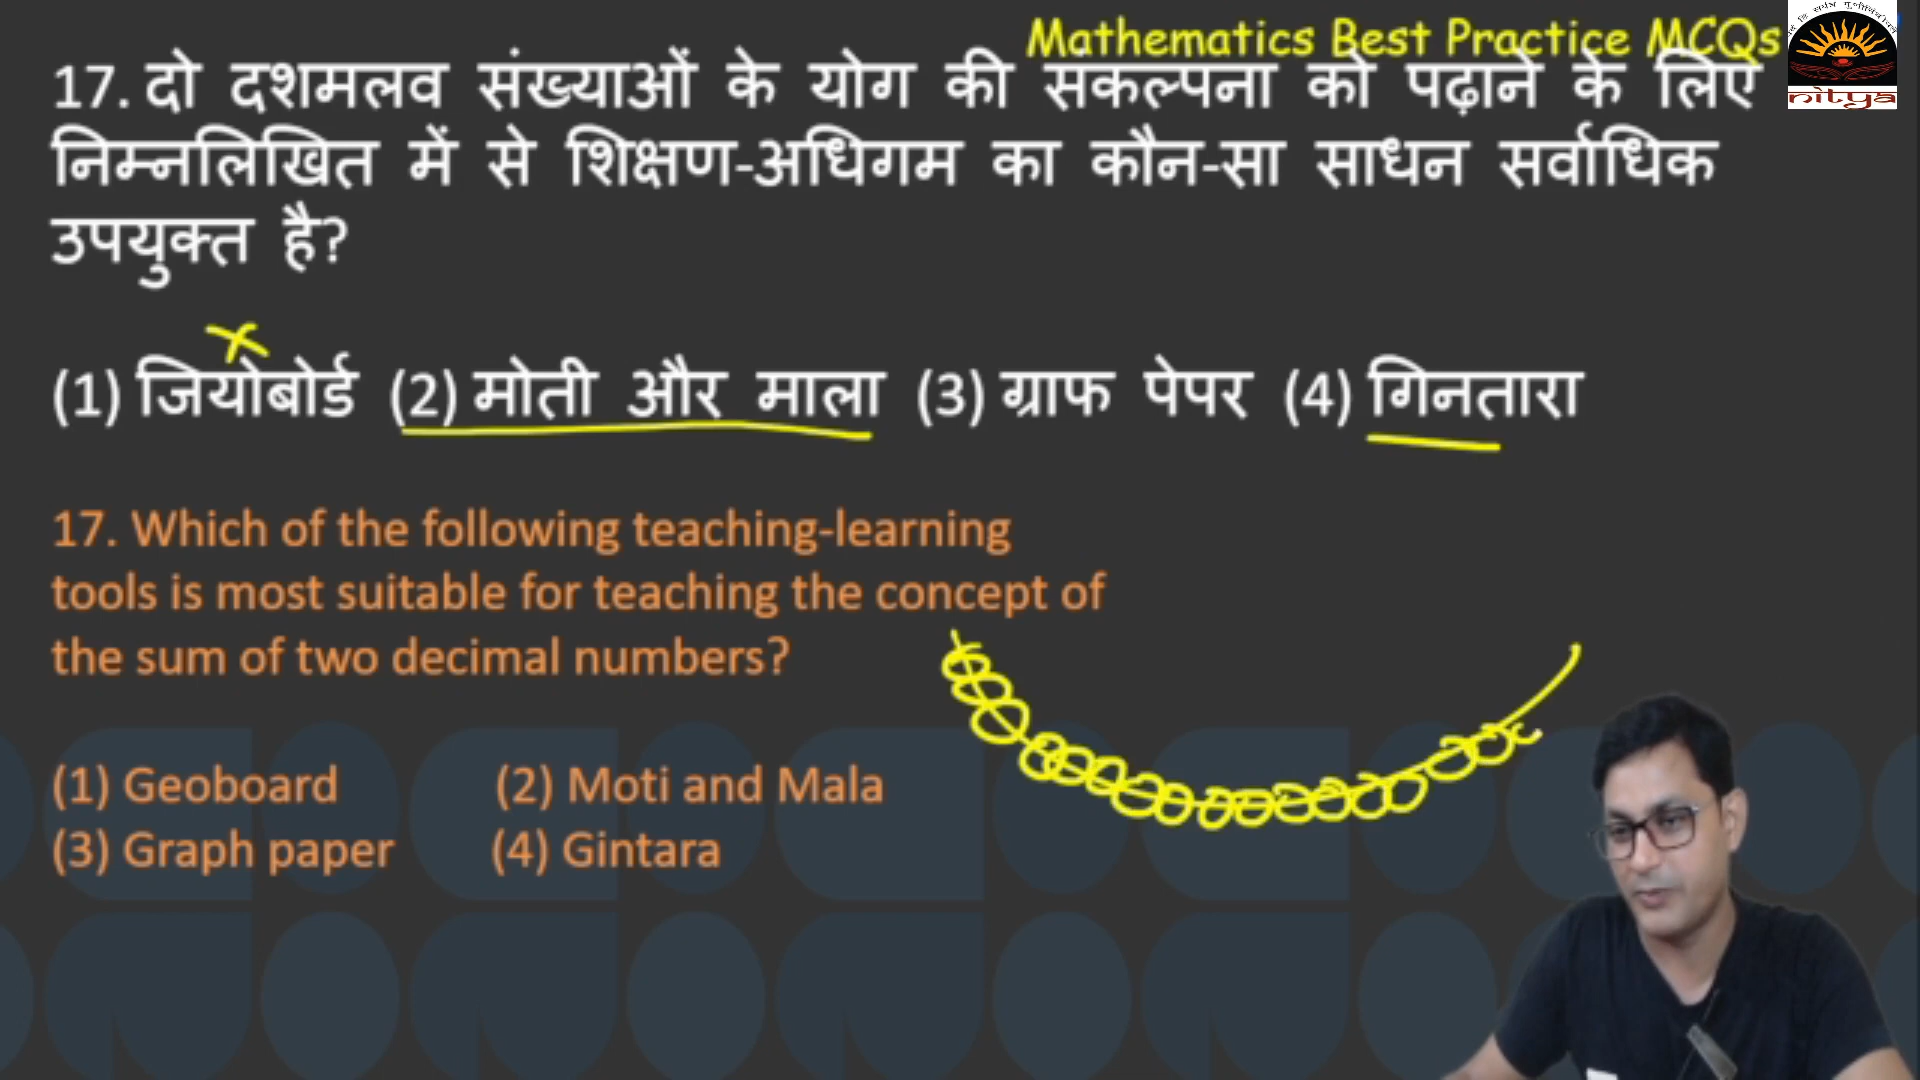 Mathematics Best Practice MCQs
17. दो दशमलव संख्याओं के योग की संकल्पना को पढ़ाने के लिए
निम्नलिखित में से शिक्षण-अधिगम का कौन-सा साधन सर्वाधिक
उपयुक्त है?
(1) जियोबोर्ड (2) मोती और माला (3) ग्राफ पेपर (4) गिनतारा
17. Which of the following teaching-learning
tools is most suitable for teaching the concept of
the sum of two decimal numbers?
(1) Geoboard (2) Moti and Mala
(3) Graph paper (4) Gintara
nitya